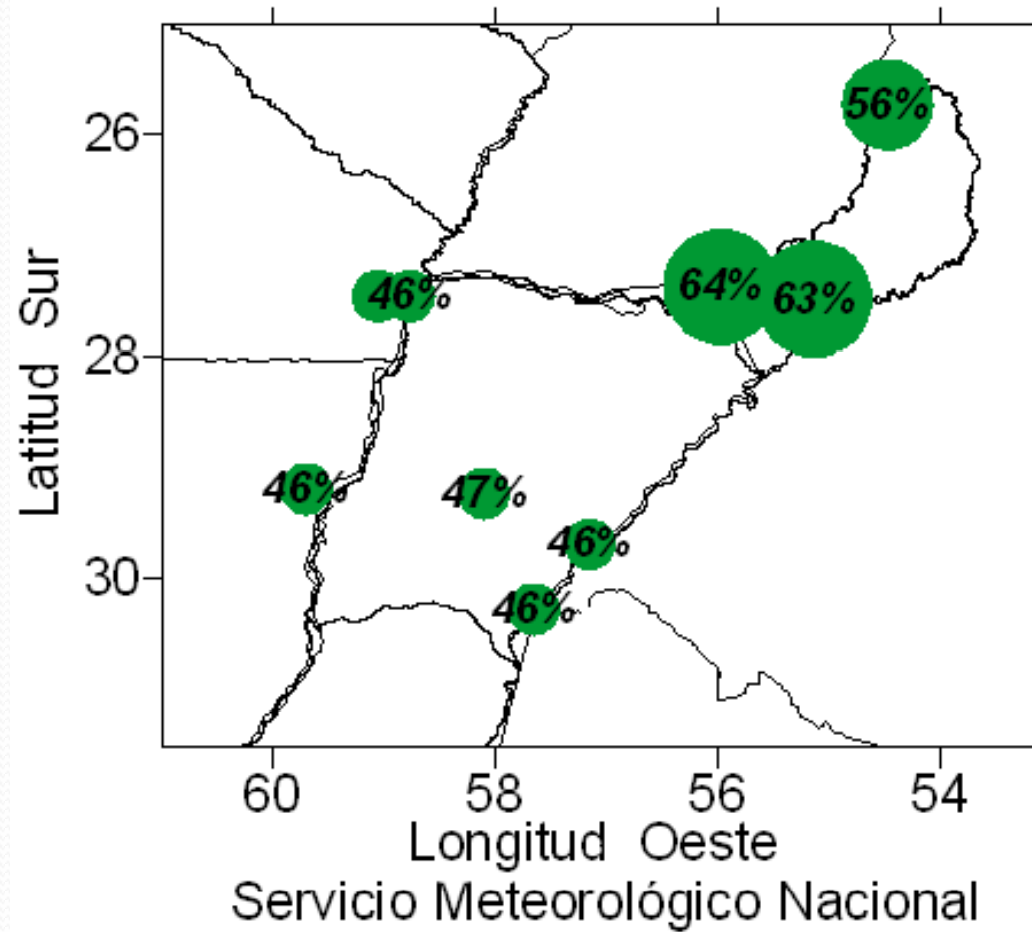 56%
26
64%
63%
46%
28
46%
47%
46%
30
46%
Latitud Sur
60 58 56 54
Longitud Oeste
Servicio Meteorológico Nacional